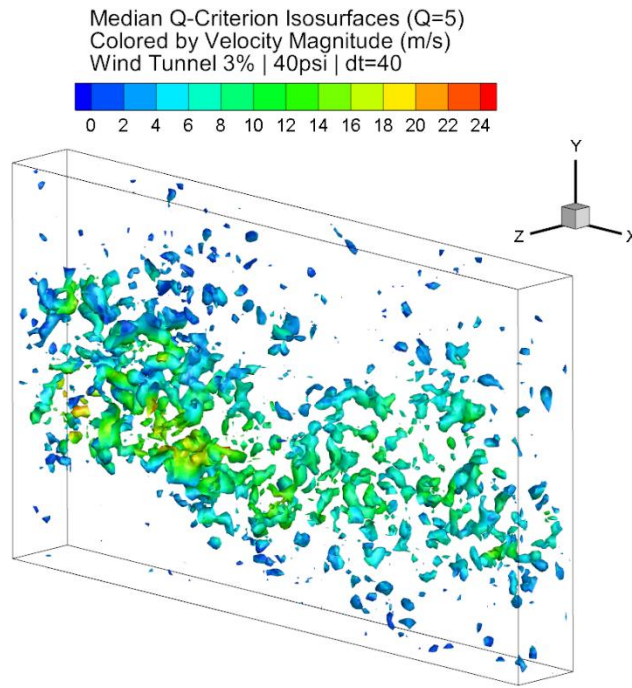 Median Q-Criterion Isosurfaces (Q=5)
Colored by Velocity Magnitude (m/s)
Wind Tunnel 3% | 40psi | dt=40
0 2 4 6 8 10 12 14 16 18 20 22 24
Y
Z X